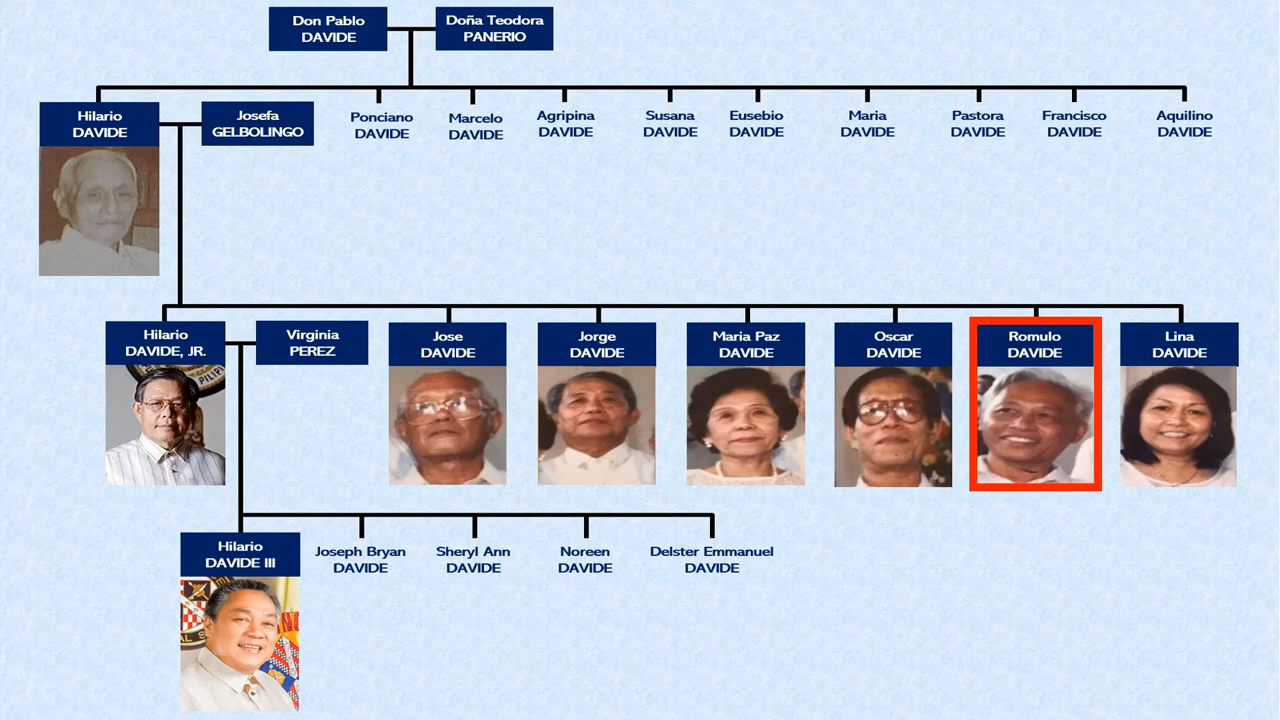 Don Pablo
DAVIDE
Doña Teodora
PANERIO
Hilario
DAVIDE
Josefa
GELBOLINGO
Ponciano
DAVIDE
Marcelo
DAVIDE
Agripina
DAVIDE
Susana
DAVIDE
Eusebio
DAVIDE
Maria
DAVIDE
Pastora
DAVIDE
Francisco
DAVIDE
Aquilino
DAVIDE
Hilario
DAVIDE, JR.
Virginia
PEREZ
Jose
DAVIDE
Jorge
DAVIDE
Maria Paz
DAVIDE
Oscar
DAVIDE
Romulo
DAVIDE
Lina
DAVIDE
Hilario
DAVIDE III
Joseph Bryan
DAVIDE
Sheryl Ann
DAVIDE
Noreen
DAVIDE
Delster Emmanuel
DAVIDE